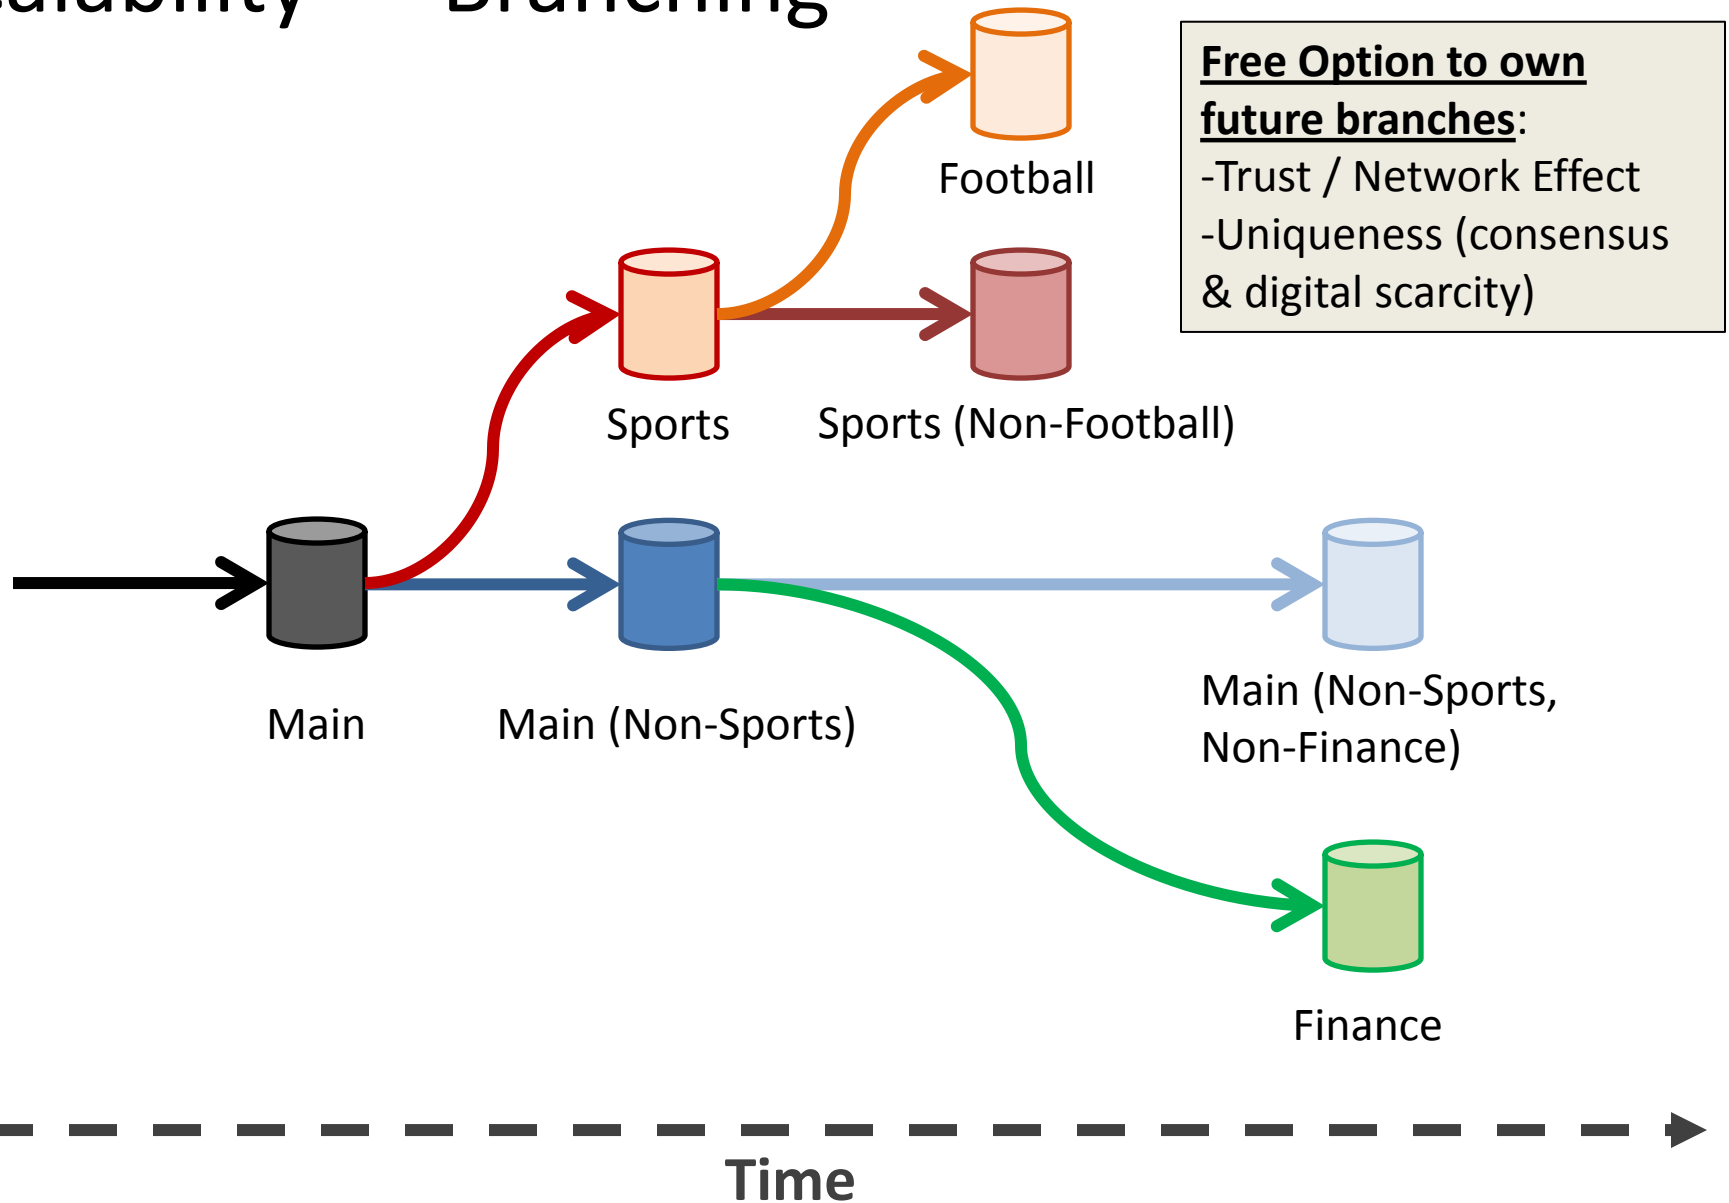 Branching
Football
Free Option to own
future branches:
-Trust / Network Effect
-Uniqueness (consensus
& digital scarcity)
Sports
Sports (Non-Football)
Main
Main (Non-Sports)
Main (Non-Sports,
Non-Finance)
Finance
Time